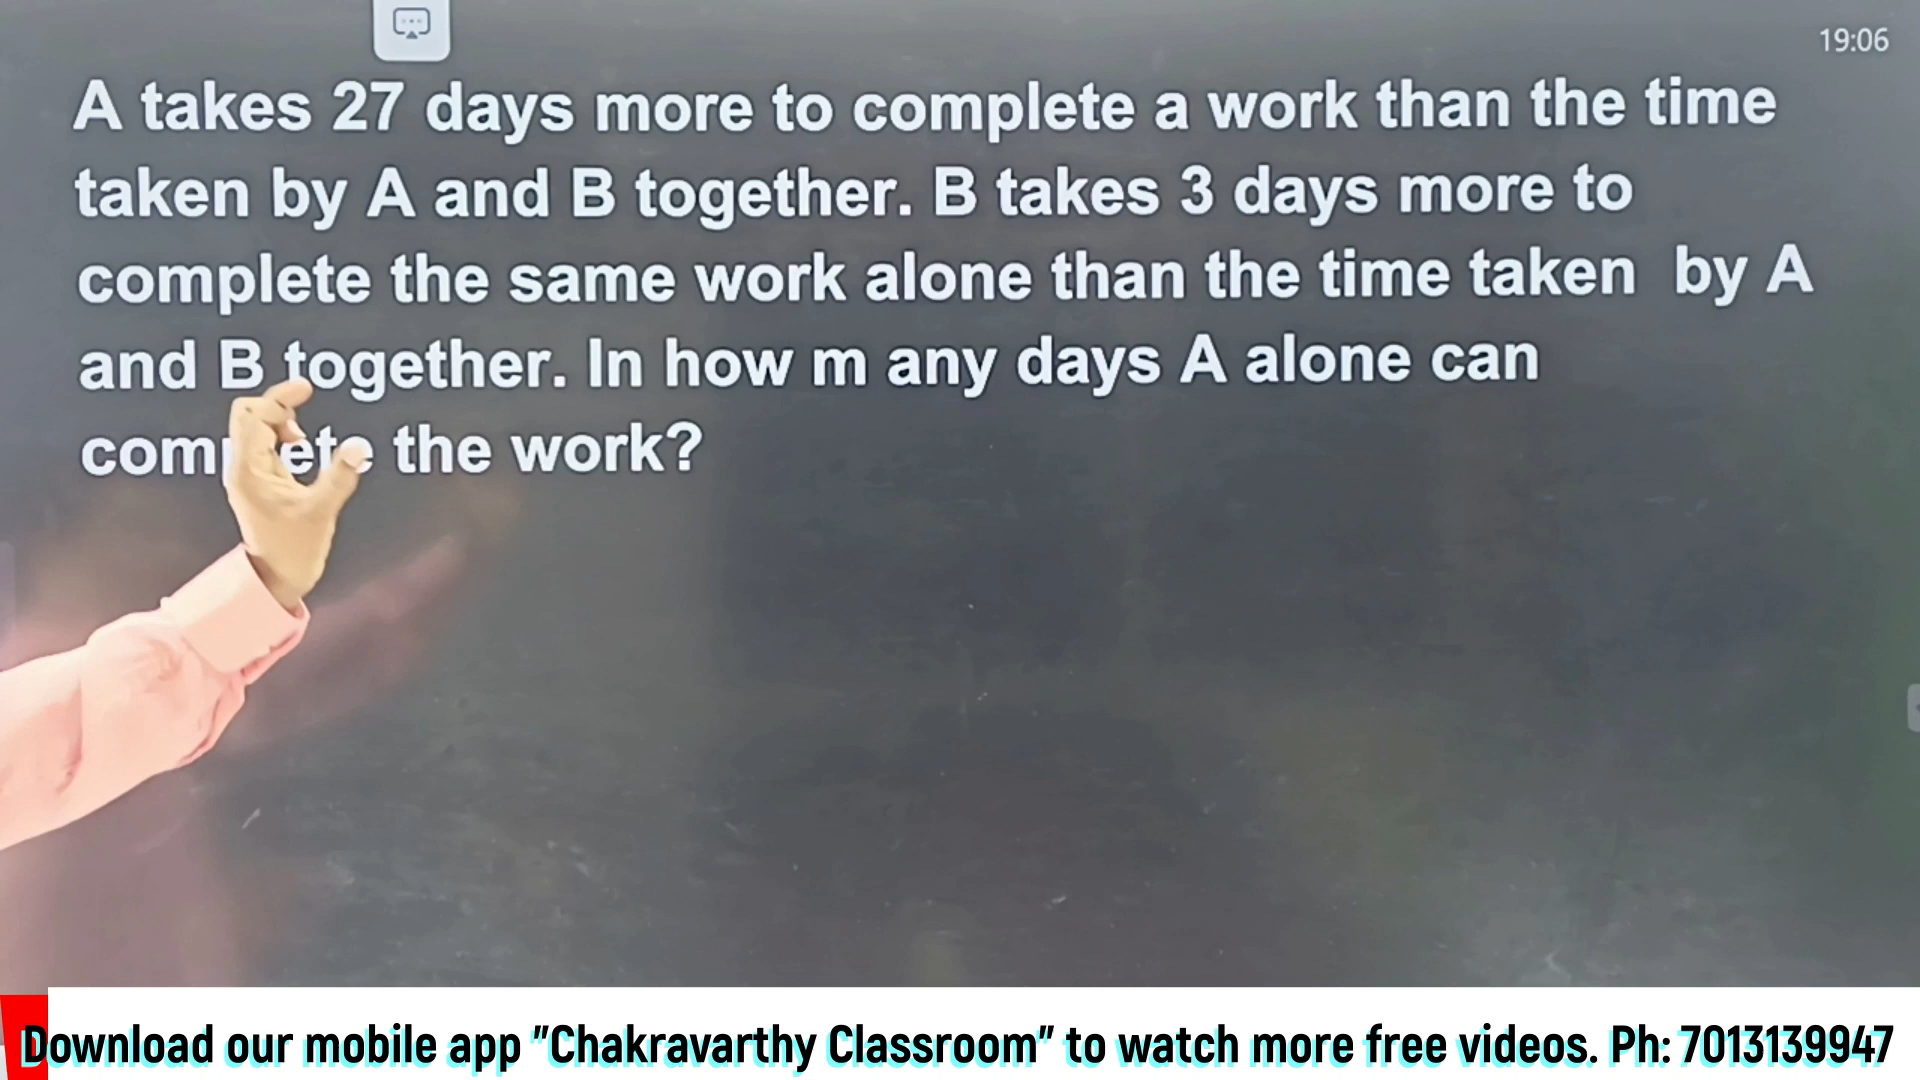 19:06
A takes 27 days more to complete a work than the time
taken by A and B together. B takes 3 days more to
complete the same work alone than the time taken by A
and B together. In how m any days A alone can
the work?
Download our mobile app "Chakravarthy Classroom" to watch more free videos. Ph: 7013139947